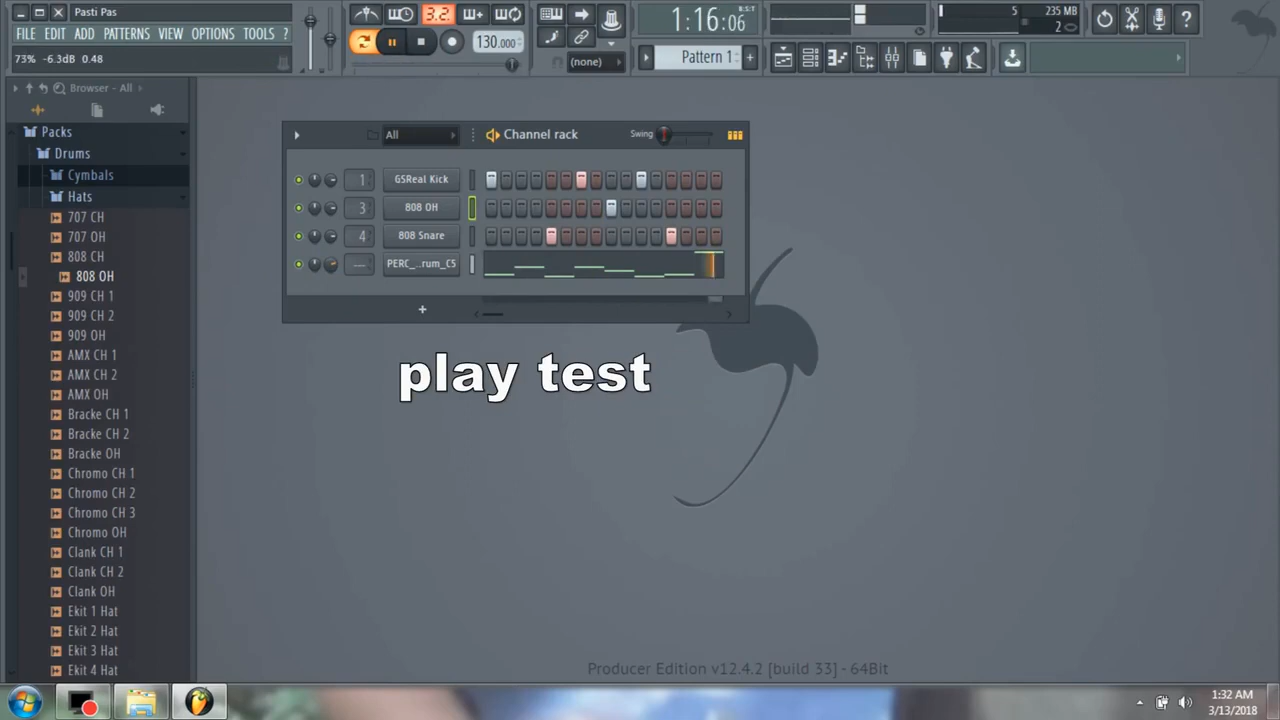 Pasti Pas
FILE EDIT ADD PATTERNS VIEW OPTIONS TOOLS ?
73% -6.3dB 0.48
3.2.
130.000
(none)
1:16:06
B:S:T
Pattern 1
5
235 MB
2
Browser - All
Packs
Drums
Cymbals
Hats
707 CH
707 OH
808 CH
808 OH
909 CH 1
909 CH 2
909 OH
AMX CH 1
AMX CH 2
AMX OH
Bracke CH 1
Bracke CH 2
Bracke OH
Chromo CH 1
Chromo CH 2
Chromo CH 3
Chromo OH
Clank CH 1
Clank CH 2
Clank OH
Ekit 1 Hat
Ekit 2 Hat
Ekit 3 Hat
Ekit 4 Hat
All
Channel rack
Swing
1 GSReal Kick
3 808 OH
4 808 Snare
--- PERC_...rum_C5
+
play test
Producer Edition v12.4.2 [build 33] - 64Bit
1:32 AM
3/13/2018